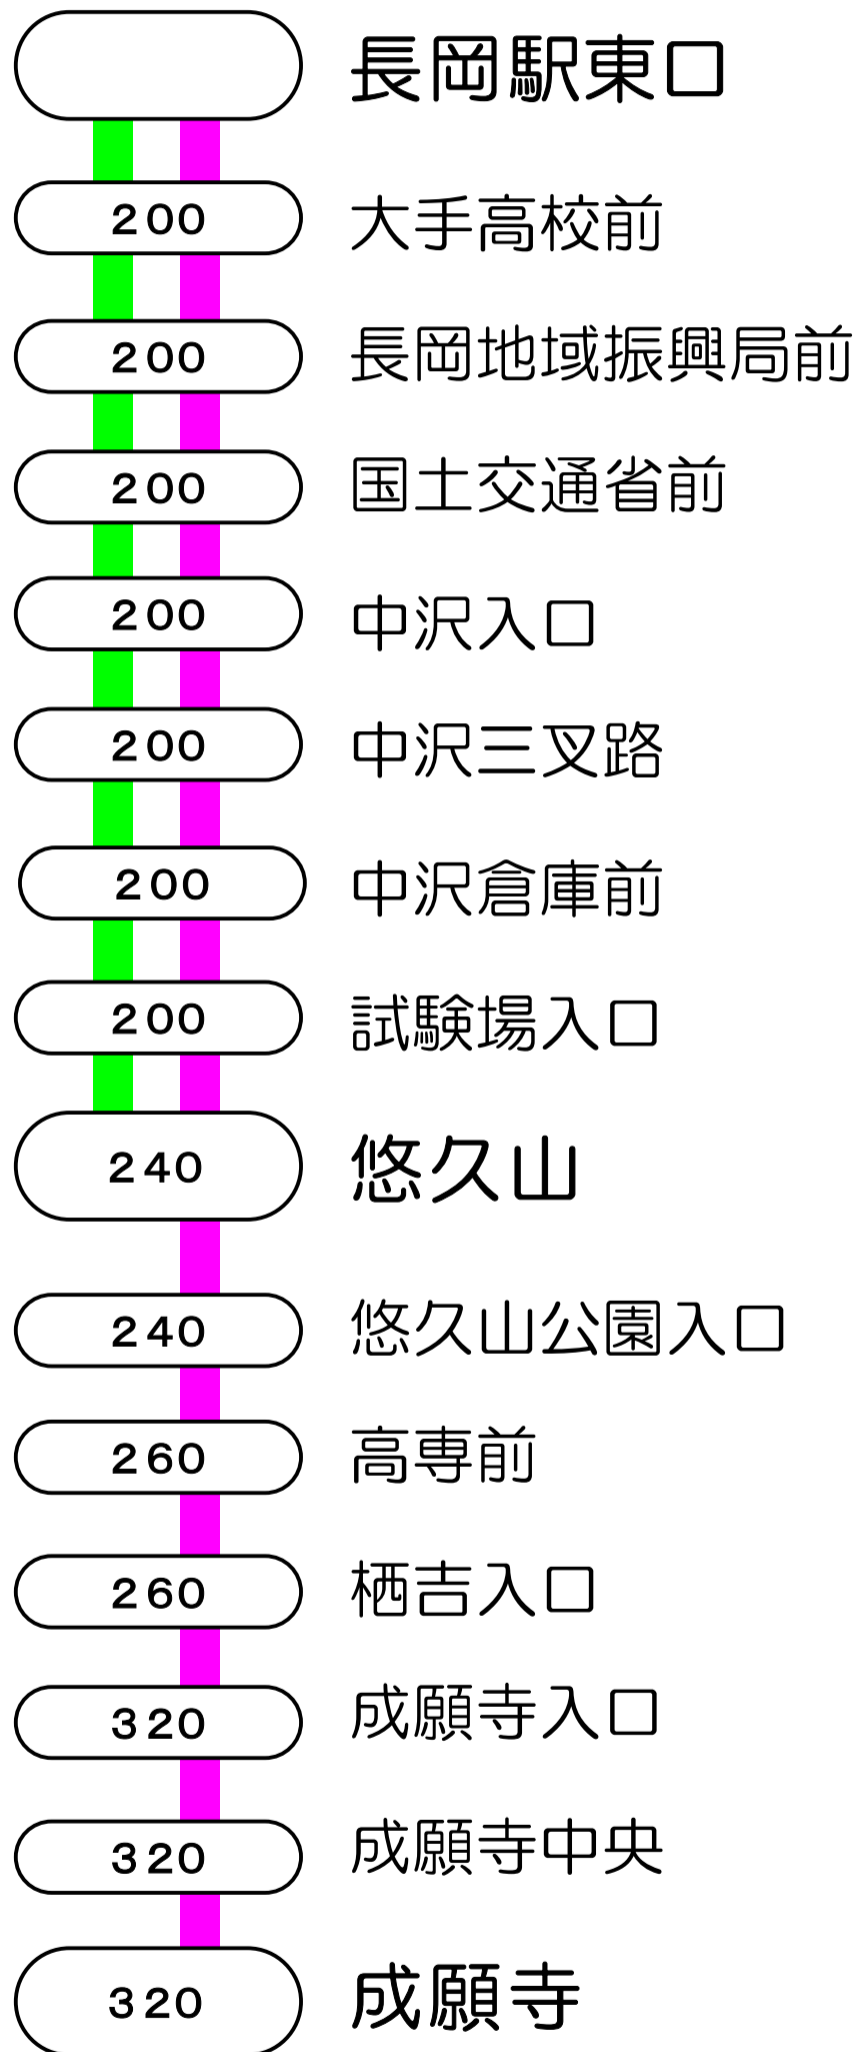 長岡駅東口
200 大手高校前
200 長岡地域振興局前
200 国土交通省前
200 中沢入口
200 中沢三叉路
200 中沢倉庫前
200 試験場入口
240 悠久山
240 悠久山公園入口
260 高専前
260 栖吉入口
320 成願寺入口
320 成願寺中央
320 成願寺